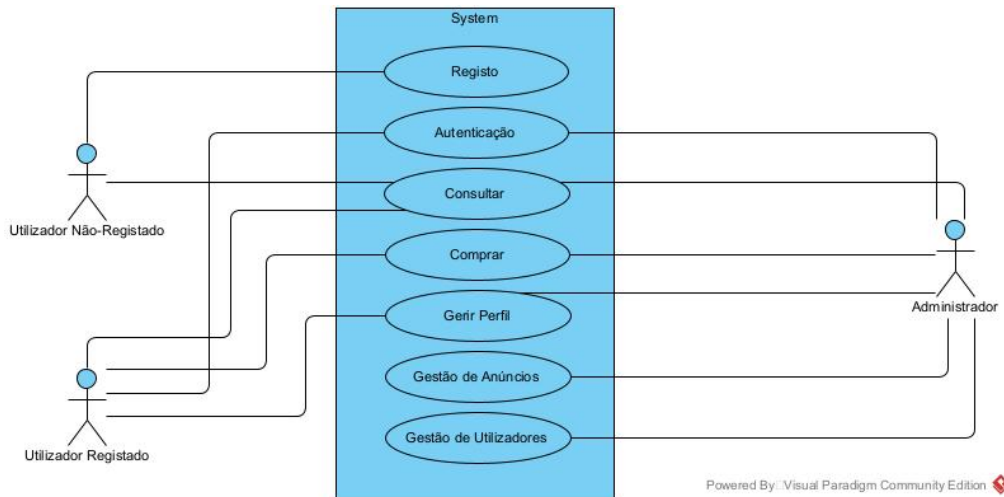 System
Registo
Autenticação
Consultar
Utilizador Não-Registado
Comprar
Administrador
Gerir Perfil
Gestão de Anúncios
Gestão de Utilizadores
Utilizador Registado
Powered By Visual Paradigm Community Edition